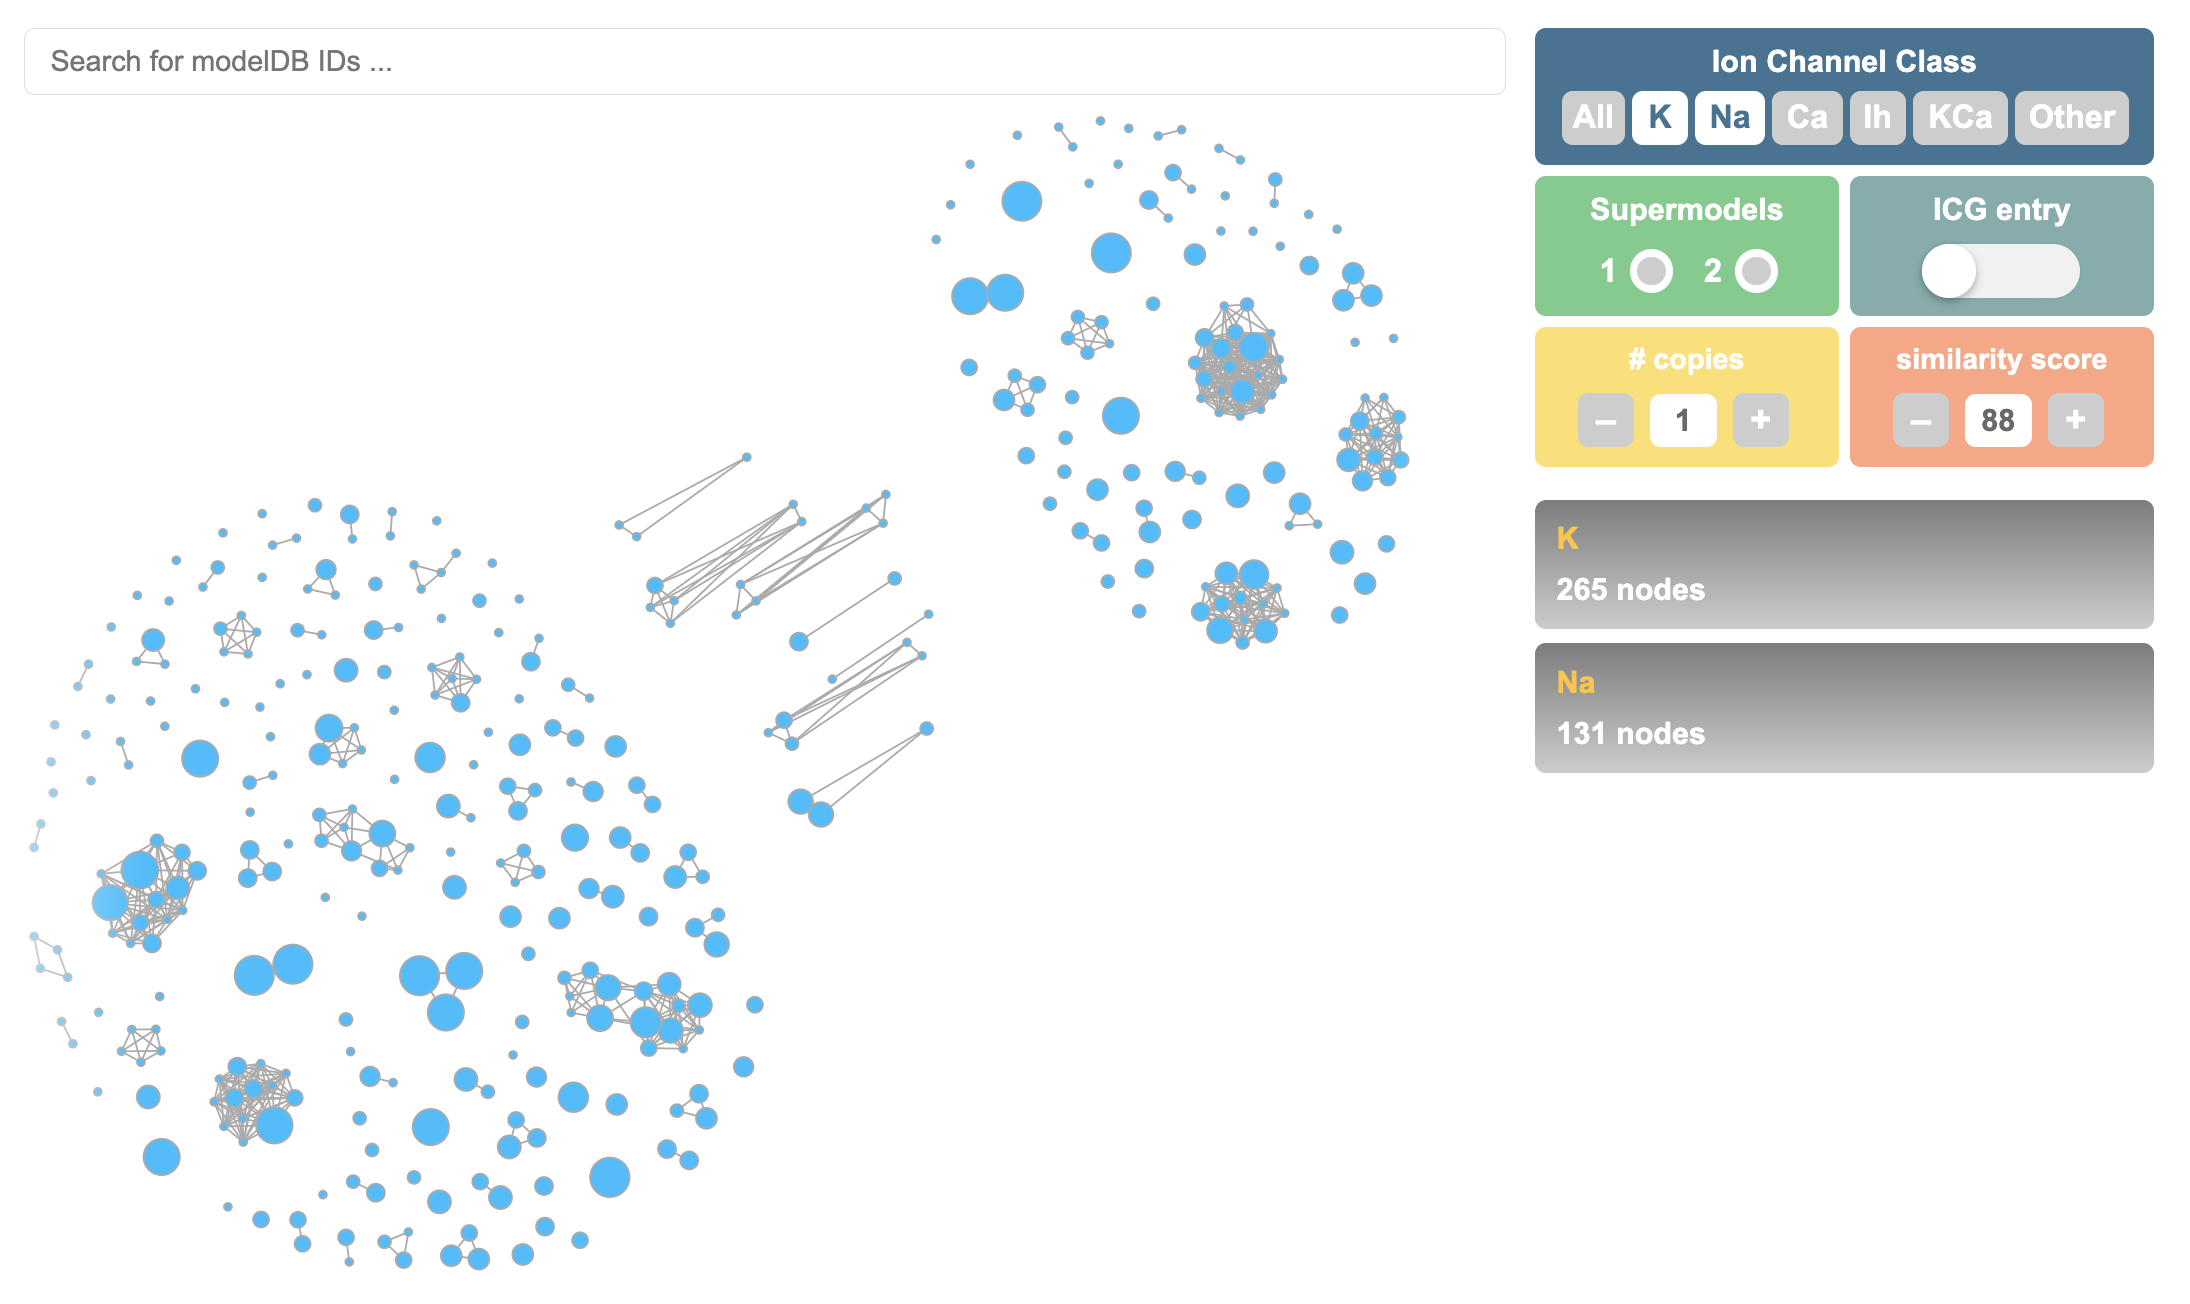 Search for modelDB IDs ...
Ion Channel Class
All K Na Ca Ih KCa Other
Supermodels
1 2
ICG entry
# copies
– 1 +
similarity score
– 88 +
K
265 nodes
Na
131 nodes